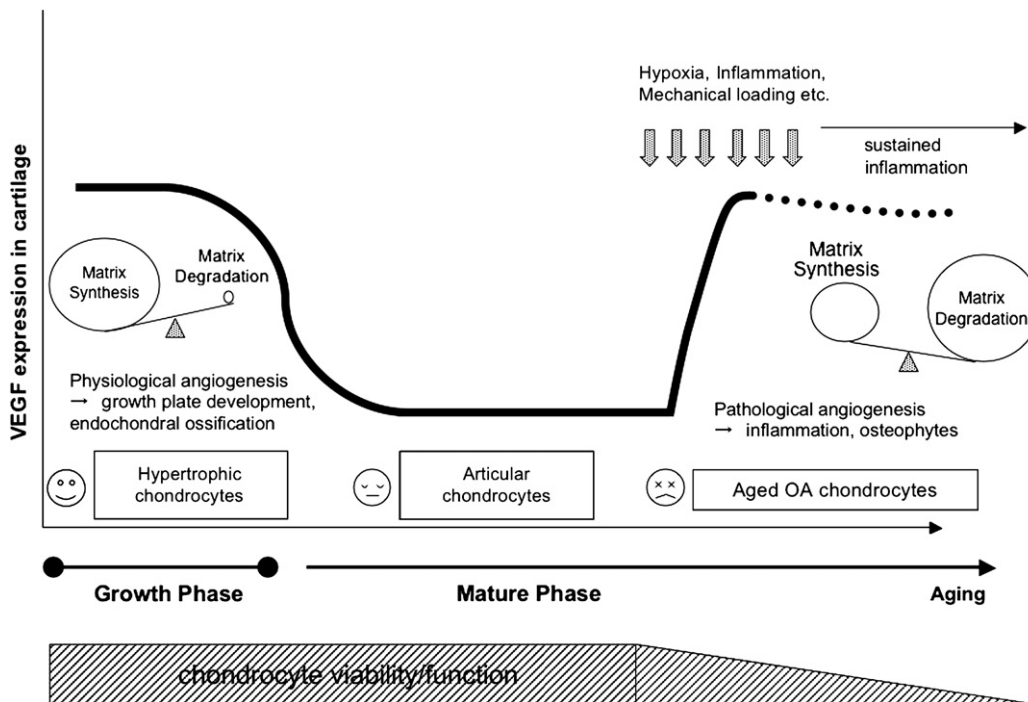 VEGF expression in cartilage
Hypoxia, Inflammation,
Mechanical loading etc.
sustained
inflammation
Matrix
Synthesis
Matrix
Degradation
Matrix
Synthesis
Matrix
Degradation
Physiological angiogenesis
→ growth plate development,
endochondral ossification
Pathological angiogenesis
→ inflammation, osteophytes
Hypertrophic
chondrocytes
Articular
chondrocytes
Aged OA chondrocytes
Growth Phase
Mature Phase
Aging
chondrocyte viability/function